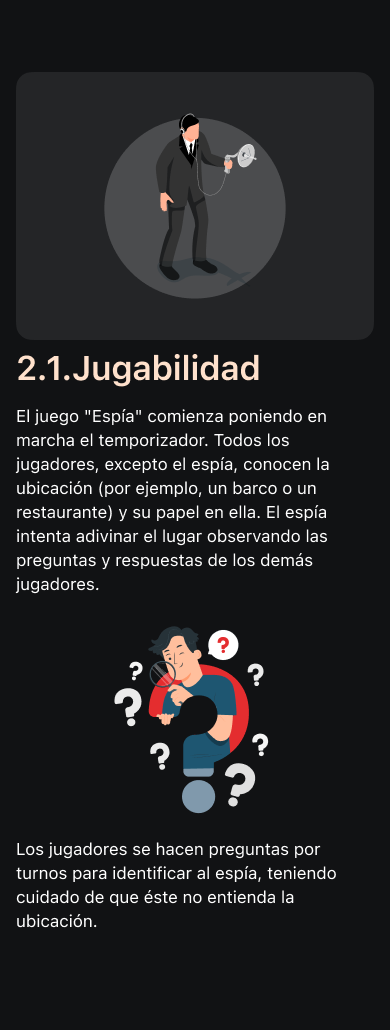 2.1.Jugabilidad
El juego "Espía" comienza poniendo en
marcha el temporizador. Todos los
jugadores, excepto el espía, conocen la
ubicación (por ejemplo, un barco o un
restaurante) y su papel en ella. El espía
intenta adivinar el lugar observando las
preguntas y respuestas de los demás
jugadores.
?
?
?
?
?
?
?
Los jugadores se hacen preguntas por
turnos para identificar al espía, teniendo
cuidado de que éste no entienda la
ubicación.